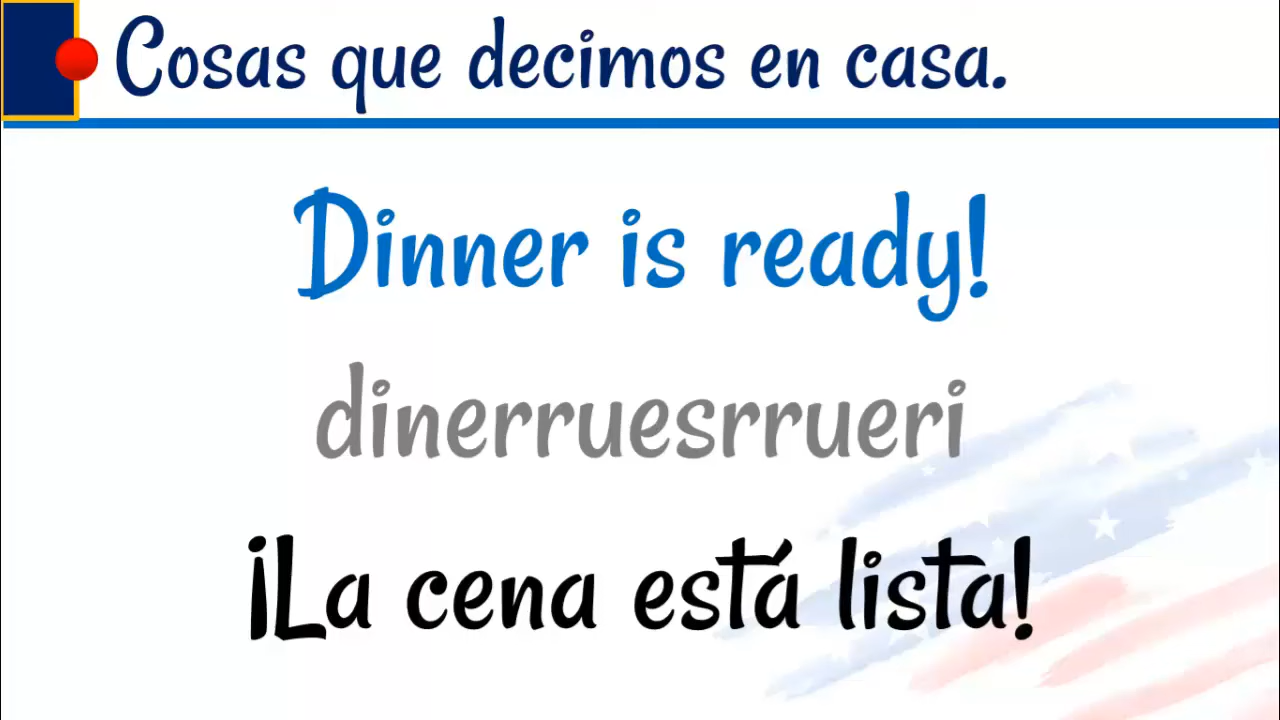 Cosas que decimos en casa.
Dinner is ready!
dinerruesrrueri
¡La cena está lista!